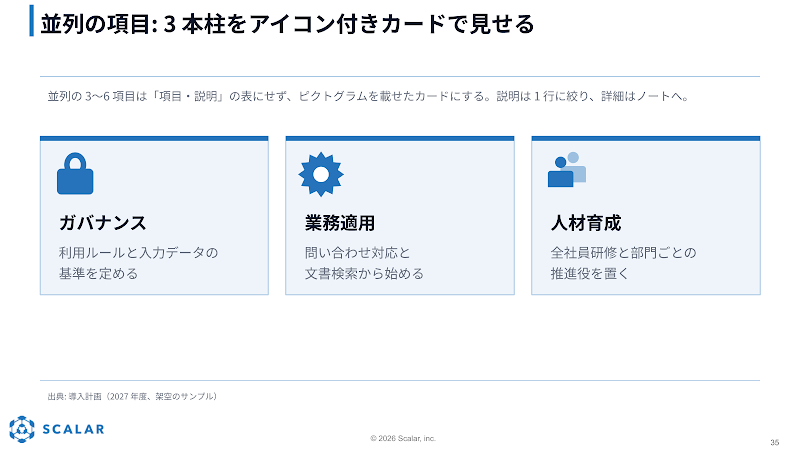 並列の項目: 3 本柱をアイコン付きカードで見せる
並列の 3〜6 項目は「項目・説明」の表にせず、ピクトグラムを載せたカードにする。説明は 1 行に絞り、詳細はノートへ。
ガバナンス
利用ルールと入力データの
基準を定める
業務適用
問い合わせ対応と
文書検索から始める
人材育成
全社員研修と部門ごとの
推進役を置く
出典: 導入計画（2027 年度、架空のサンプル）
SCALAR
© 2026 Scalar, inc.
35